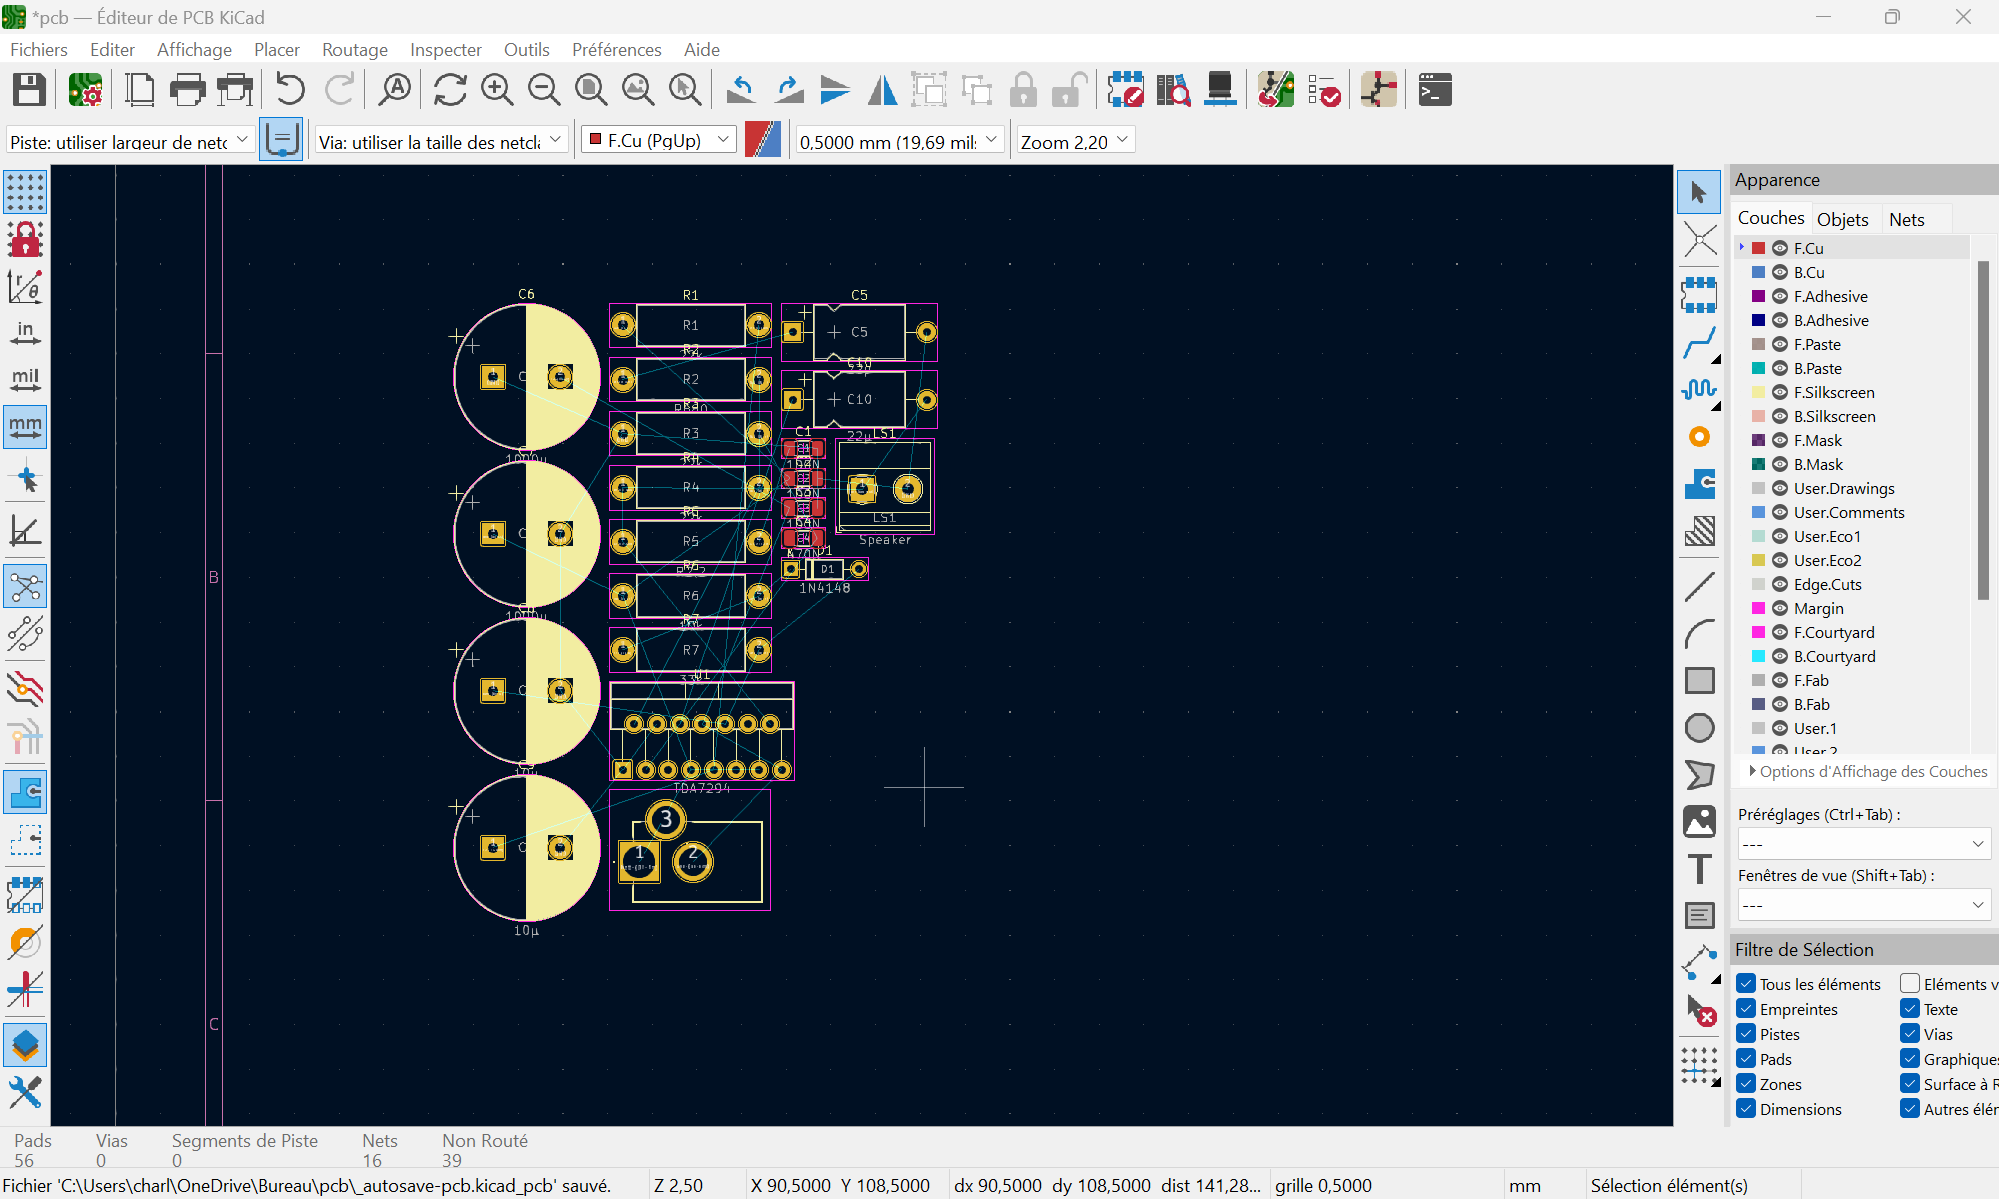 *pcb — Éditeur de PCB KiCad
Fichiers Editer Affichage Placer Routage Inspecter Outils Préférences Aide
Piste: utiliser largeur de netc
Via: utiliser la taille des netcl
F.Cu (PgUp)
0,5000 mm (19,69 mil
Zoom 2,20
in
mil
mm
B
C
C6
1000µ
10µ
R1
R1
R2
R2
R3
R3
R4
R4
R5
R5
R6
R6
R7
R7
U1
TDA7294
C5
C5
C10
C10
22µ
LS1
LS1
Speaker
C1
D1
D1
1N4148
3
1
2
Apparence
Couches Objets Nets
F.Cu
B.Cu
F.Adhesive
B.Adhesive
F.Paste
B.Paste
F.Silkscreen
B.Silkscreen
F.Mask
B.Mask
User.Drawings
User.Comments
User.Eco1
User.Eco2
Edge.Cuts
Margin
F.Courtyard
B.Courtyard
F.Fab
B.Fab
User.1
User.2
Options d'Affichage des Couches
Préréglages (Ctrl+Tab) :
---
Fenêtres de vue (Shift+Tab) :
---
Filtre de Sélection
Tous les éléments Eléments v
Empreintes Texte
Pistes Vias
Pads Graphiques
Zones Surface à R
Dimensions Autres élér
Pads Vias Segments de Piste Nets Non Routé
56 0 0 16 39
Fichier 'C:\Users\charl\OneDrive\Bureau\pcb\_autosave-pcb.kicad_pcb' sauvé. Z 2,50 X 90,5000 Y 108,5000 dx 90,5000 dy 108,5000 dist 141,28... grille 0,5000 mm Sélection élément(s)